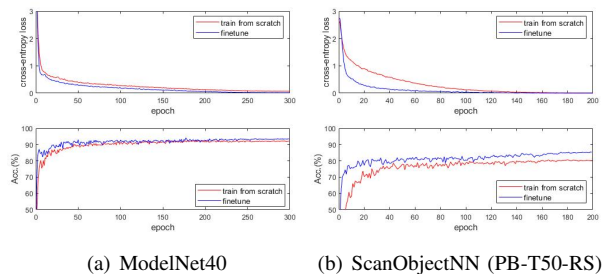 3
2
1
0
cross-entropy loss
train from scratch
finetune
0 50 100 150 200 250 300
epoch
100
90
80
70
60
50
Acc.(%)
train from scratch
finetune
0 50 100 150 200 250 300
epoch
(a) ModelNet40
3
2
1
0
cross-entropy loss
train from scratch
finetune
0 20 40 60 80 100 120 140 160 180 200
epoch
100
90
80
70
60
50
Acc.(%)
train from scratch
finetune
0 20 40 60 80 100 120 140 160 180 200
epoch
(b) ScanObjectNN (PB-T50-RS)